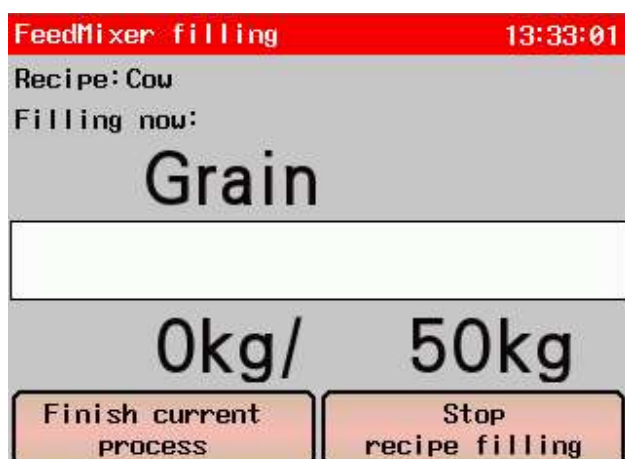 FeedMixer filling 13:33:01
Recipe:Cow
Filling now:
Grain
0kg/ 50kg
Finish current process
Stop recipe filling